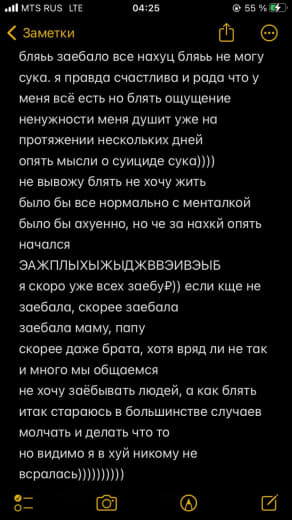 MTS RUS LTE 04:25 55 %
Заметки
бляьь заебало все нахуц бляьь не могу
сука. я правда счастлива и рада что у
меня всё есть но блять ощущение
ненужности меня душит уже на
протяжении нескольких дней
опять мысли о суициде сука))))
не вывожу блять не хочу жить
было бы все нормально с менталкой
было бы ахуенно, но че за нахкй опять
начался
ЭАЖПЛЫХЫЖЫДЖВВЭИВЭЫБ
я скоро уже всех заебу₽)) если кще не
заебала, скорее заебала
заебала маму, папу
скорее даже брата, хотя вряд ли не так
и много мы общаемся
не хочу заёбывать людей, а как блять
итак стараюсь в большинстве случаев
молчать и делать что то
но видимо я в хуй никому не
всралась))))))))))